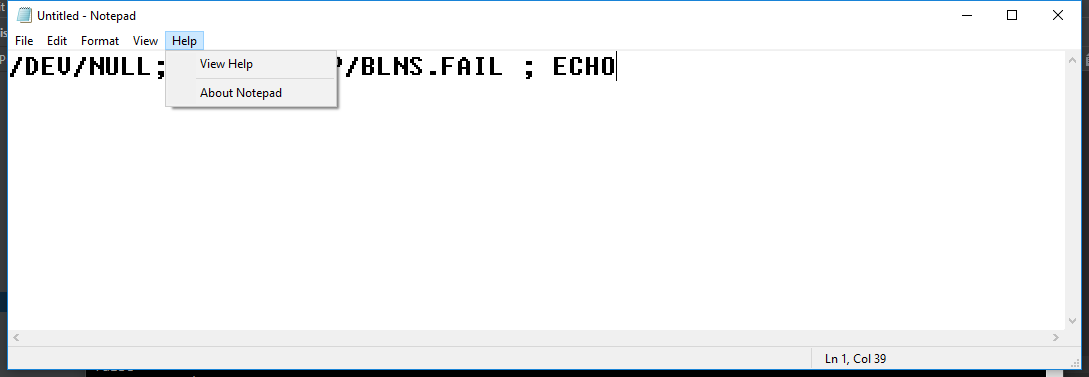 Untitled - Notepad
File Edit Format View Help
/DEV/NULL; P/BLNS.FAIL ; ECHO
View Help
About Notepad
Ln 1, Col 39